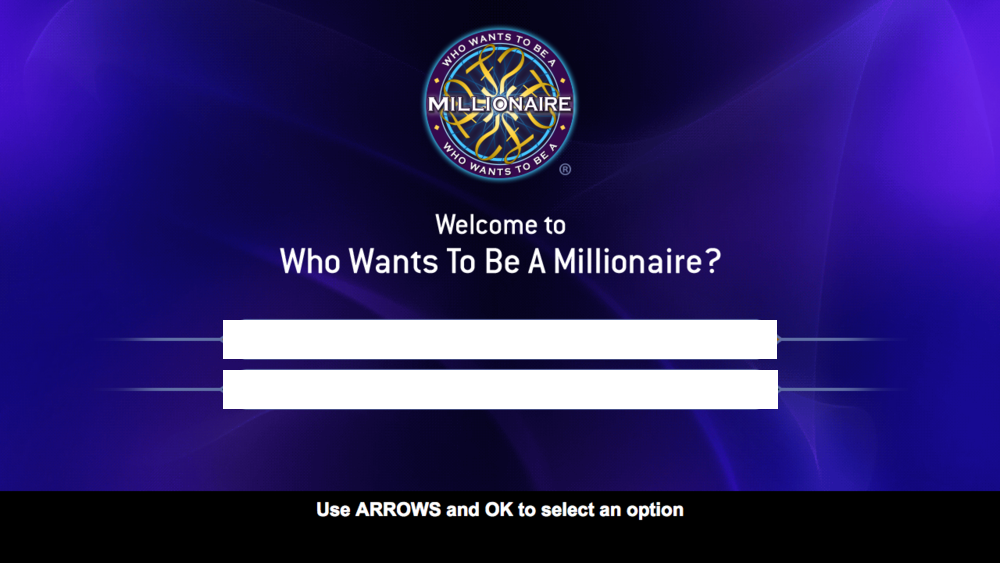 WHO WANTS TO BE A
MILLIONAIRE
WHO WANTS TO BE A
®
Welcome to
Who Wants To Be A Millionaire?
Use ARROWS and OK to select an option